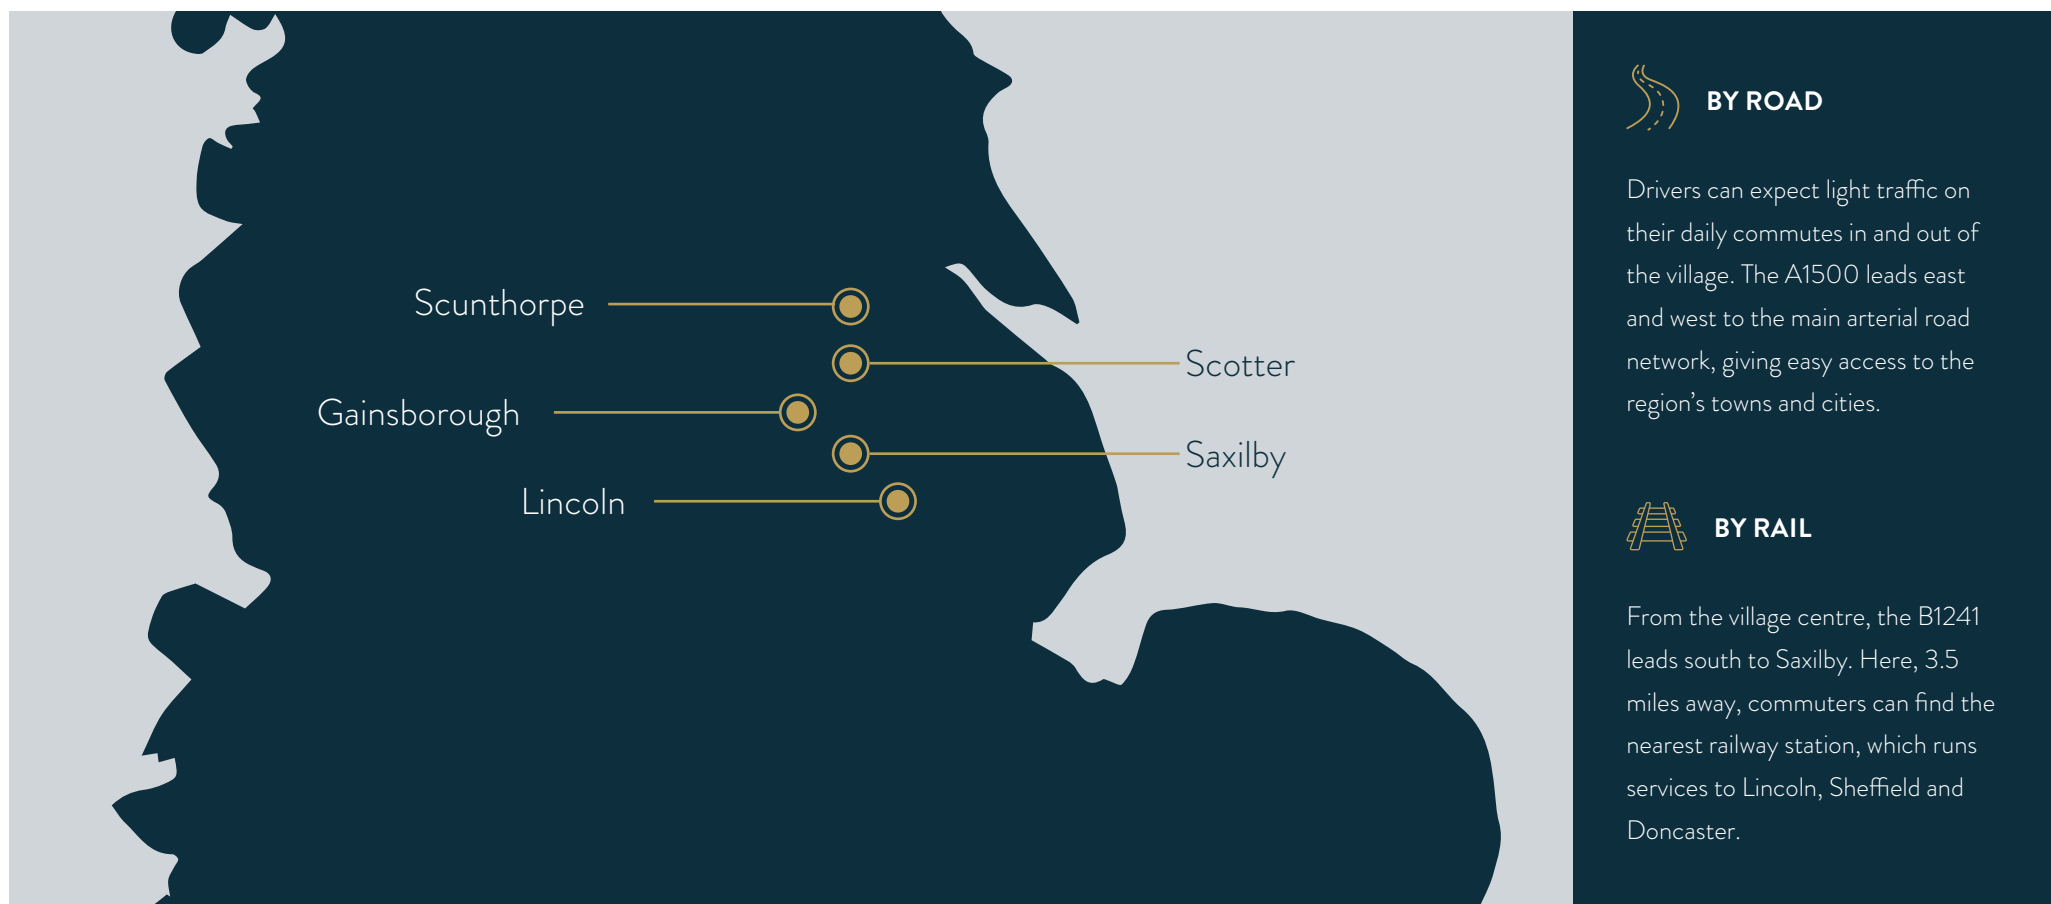 Scunthorpe
Scotter
Gainsborough
Saxilby
Lincoln
BY ROAD
Drivers can expect light traffic on
their daily commutes in and out of
the village. The A1500 leads east
and west to the main arterial road
network, giving easy access to the
region’s towns and cities.
BY RAIL
From the village centre, the B1241
leads south to Saxilby. Here, 3.5
miles away, commuters can find the
nearest railway station, which runs
services to Lincoln, Sheffield and
Doncaster.